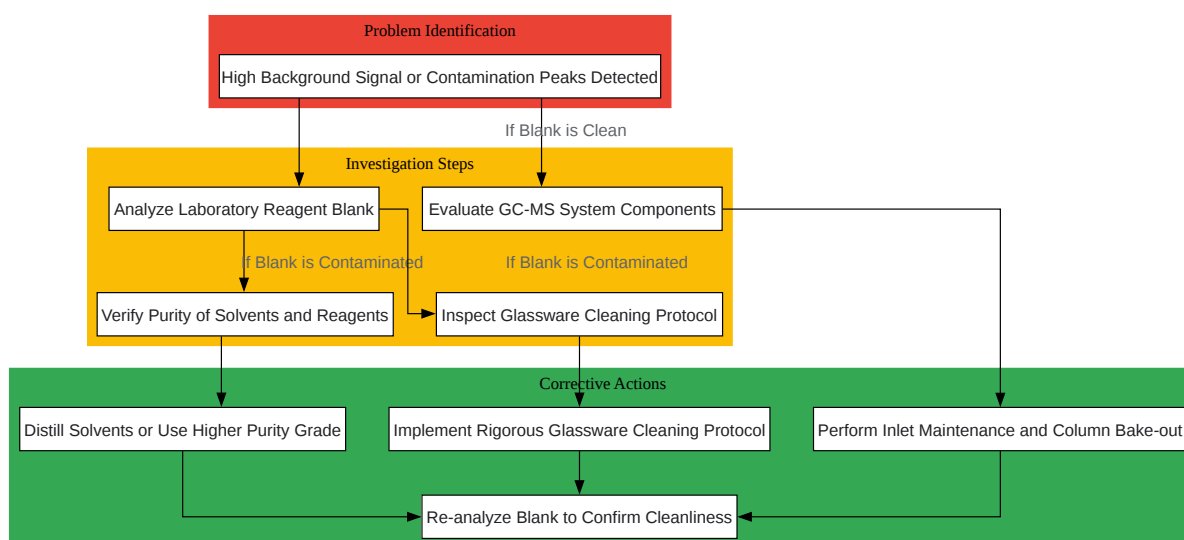 Problem Identification
High Background Signal or Contamination Peaks Detected
If Blank is Clean
Investigation Steps
Analyze Laboratory Reagent Blank
Evaluate GC-MS System Components
If Blank is Contaminated
If Blank is Contaminated
Verify Purity of Solvents and Reagents
Inspect Glassware Cleaning Protocol
Corrective Actions
Distill Solvents or Use Higher Purity Grade
Implement Rigorous Glassware Cleaning Protocol
Perform Inlet Maintenance and Column Bake-out
Re-analyze Blank to Confirm Cleanliness